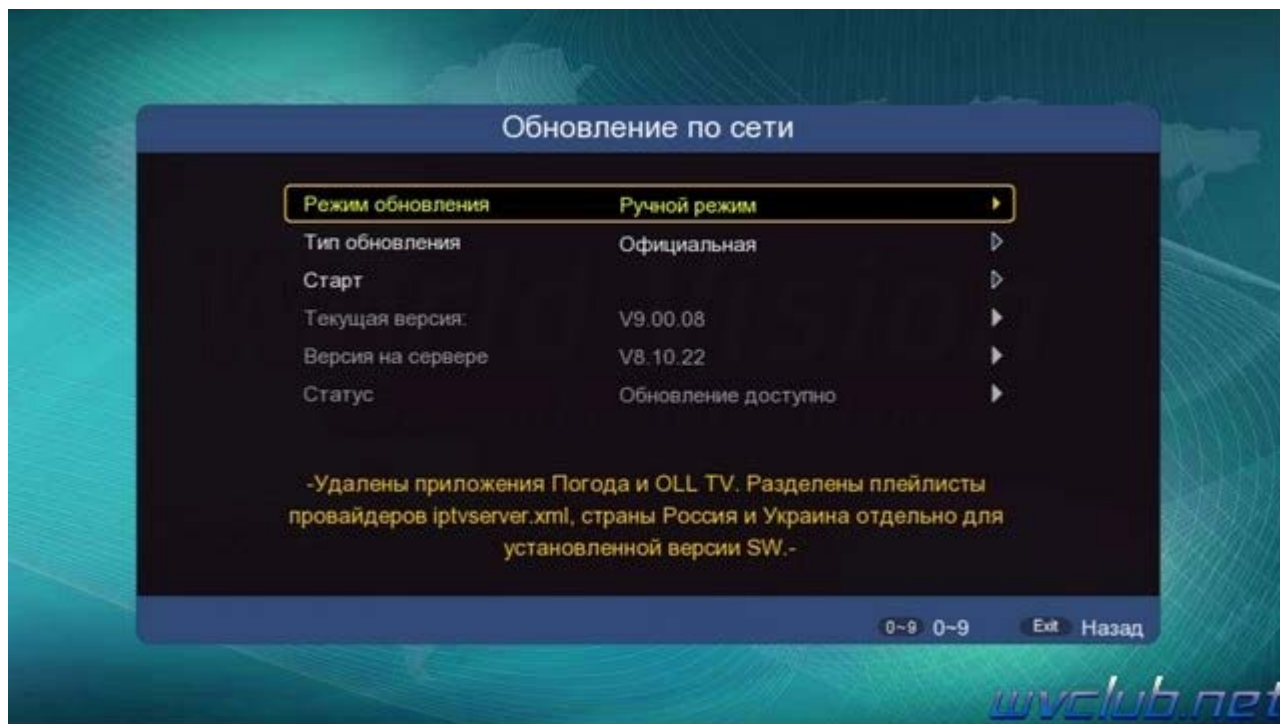 Обновление по сети
Режим обновления Ручной режим
Тип обновления Официальная
Старт
Текущая версия: V9.00.08
Версия на сервере V8.10.22
Статус Обновление доступно
-Удалены приложения Погода и OLL TV. Разделены плейлисты
провайдеров iptvserver.xml, страны Россия и Украина отдельно для
установленной версии SW.-
0~9 0~9 Exit Назад
wvclub.net